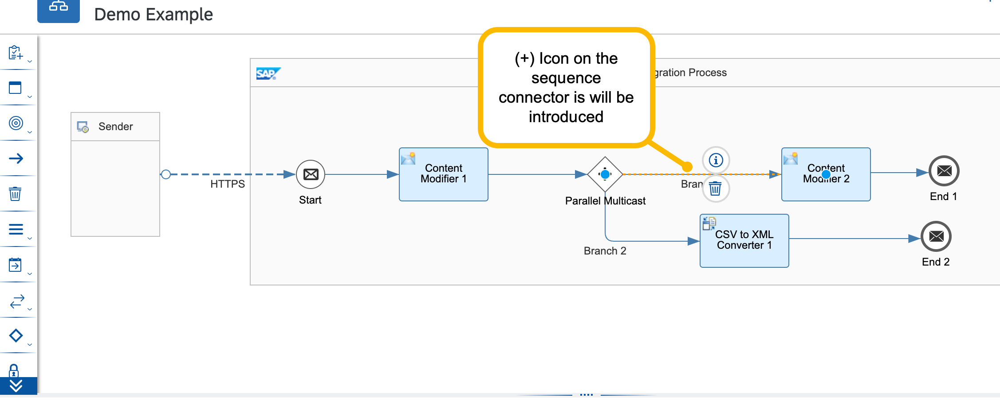 Demo Example
(+) Icon on the
sequence
connector is will be
introduced
SAP
gration Process
Sender
HTTPS
Start
Content
Modifier 1
Parallel Multicast
Bran
Content
Modifier 2
End 1
Branch 2
CSV to XML
Converter 1
End 2